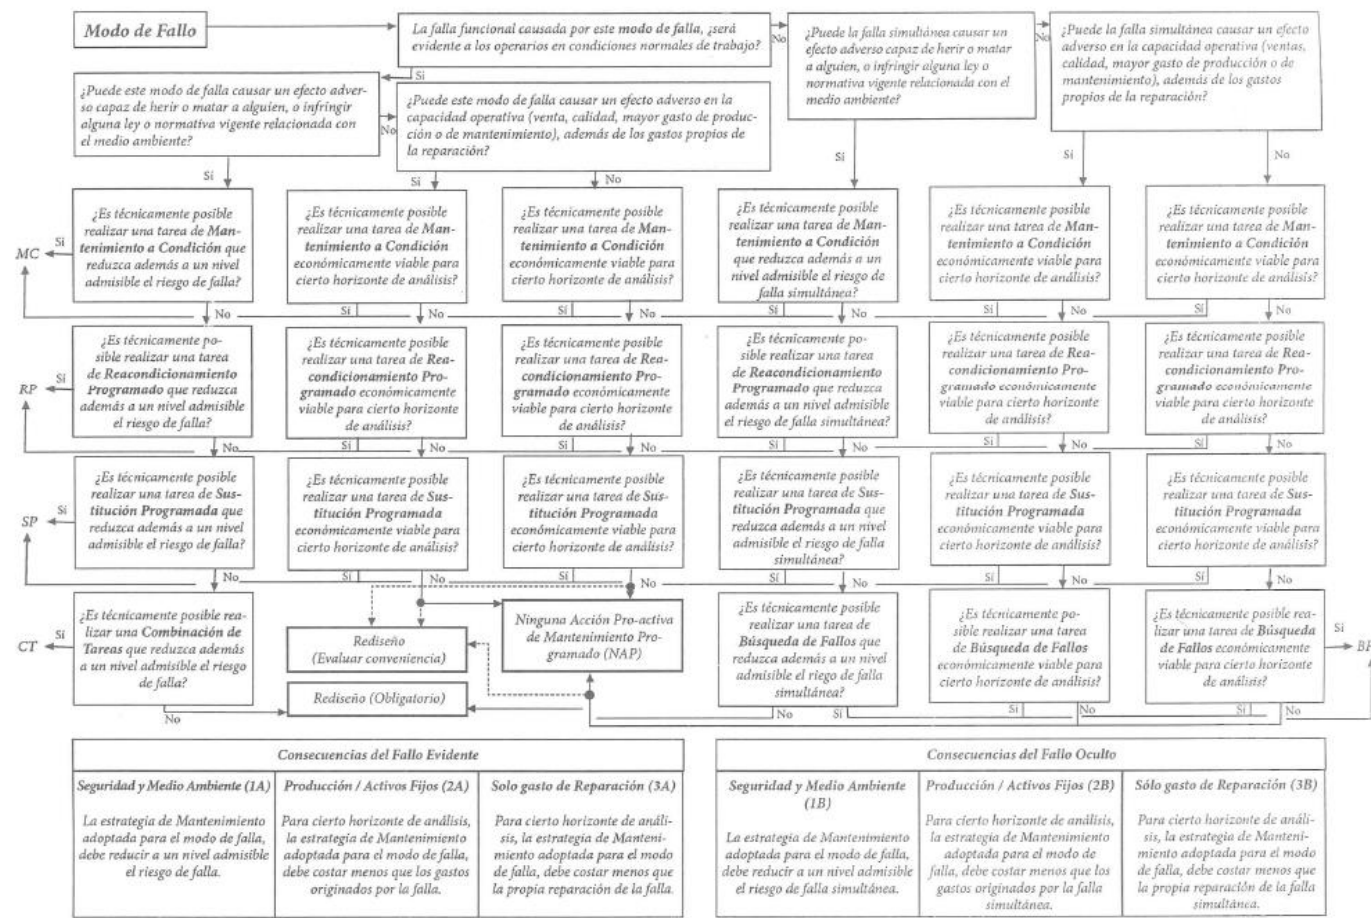 Modo de Fallo
La falla funcional causada por este modo de falla, ¿será
evidente a los operarios en condiciones normales de trabajo?
No
¿Puede la falla simultánea causar un
efecto adverso capaz de herir o matar
a alguien, o infringir alguna ley o
normativa vigente relacionada con el
medio ambiente?
No
¿Puede la falla simultánea causar un efecto
adverso en la capacidad operativa (ventas,
calidad, mayor gasto de producción o de
mantenimiento), además de los gastos
propios de la reparación?
Sí
¿Puede este modo de falla causar un efecto adver-
so capaz de herir o matar a alguien, o infringir
alguna ley o normativa vigente relacionada con
el medio ambiente?
No
¿Puede este modo de falla causar un efecto adverso en la
capacidad operativa (venta, calidad, mayor gasto de produc-
ción o de mantenimiento), además de los gastos propios de
la reparación?
Sí
Sí
No
Sí
Sí
No
MC
Sí
¿Es técnicamente posible
realizar una tarea de Man-
tenimiento a Condición que
reduzca además a un nivel
admisible el riesgo de falla?
¿Es técnicamente posible
realizar una tarea de Man-
tenimiento a Condición
económicamente viable para
cierto horizonte de análisis?
¿Es técnicamente posible
realizar una tarea de Man-
tenimiento a Condición
económicamente viable para
cierto horizonte de análisis?
¿Es técnicamente posible
realizar una tarea de Man-
tenimiento a Condición
que reduzca además a un
nivel admisible el riesgo de
falla simultánea?
¿Es técnicamente posible
realizar una tarea de Man-
tenimiento a Condición
económicamente viable para
cierto horizonte de análisis?
¿Es técnicamente posible
realizar una tarea de Man-
tenimiento a Condición
económicamente viable para
cierto horizonte de análisis?
No
Sí
No
Sí
No
Sí
No
Sí
No
Sí
No
RP
Sí
¿Es técnicamente po-
sible realizar una tarea
de Reacondicionamiento
Programado que reduzca
además a un nivel admisible
el riesgo de falla?
¿Es técnicamente posible
realizar una tarea de Rea-
condicionamiento Pro-
gramado económicamente
viable para cierto horizonte
de análisis?
¿Es técnicamente posible
realizar una tarea de Rea-
condicionamiento Pro-
gramado económicamente
viable para cierto horizonte
de análisis?
¿Es técnicamente po-
sible realizar una tarea
de Reacondicionamiento
Programado que reduzca
además a un nivel admisible
el riesgo de falla simultánea?
¿Es técnicamente posible
realizar una tarea de Rea-
condicionamiento Pro-
gramado económicamente
viable para cierto horizonte
de análisis?
¿Es técnicamente posible
realizar una tarea de Rea-
condicionamiento Pro-
gramado económicamente
viable para cierto horizonte
de análisis?
No
Sí
No
Sí
No
Sí
No
Sí
No
Sí
No
SP
Sí
¿Es técnicamente posible
realizar una tarea de Sus-
titución Programada que
reduzca además a un nivel
admisible el riesgo de falla?
¿Es técnicamente posible
realizar una tarea de Sus-
titución Programada
económicamente viable para
cierto horizonte de análisis?
¿Es técnicamente posible
realizar una tarea de Sus-
titución Programada
económicamente viable para
cierto horizonte de análisis?
¿Es técnicamente posible
realizar una tarea de Sus-
titución Programada que
reduzca además a un nivel
admisible el riesgo de falla
simultánea?
¿Es técnicamente posible
realizar una tarea de Sus-
titución Programada
económicamente viable para
cierto horizonte de análisis?
¿Es técnicamente posible
realizar una tarea de Sus-
titución Programada
económicamente viable para
cierto horizonte de análisis?
No
Sí
No
Sí
No
Sí
No
Sí
No
Sí
No
CT
Sí
¿Es técnicamente posible rea-
lizar una Combinación de
Tareas que reduzca además
a un nivel admisible el riesgo
de falla?
Rediseño
(Evaluar conveniencia)
Ninguna Acción Pro-activa
de Mantenimiento Pro-
gramado (NAP)
¿Es técnicamente posible
realizar una tarea de
Búsqueda de Fallos que
reduzca además a un nivel
admisible el riego de falla
simultánea?
¿Es técnicamente po-
sible realizar una tarea
de Búsqueda de Fallos
económicamente viable para
cierto horizonte de análisis?
¿Es técnicamente posible rea-
lizar una tarea de Búsqueda
de Fallos económicamente
viable para cierto horizonte
de análisis?
Sí
BF
Rediseño (Obligatorio)
No
No
Sí
Sí
No
Sí
No
Consecuencias del Fallo Evidente
Seguridad y Medio Ambiente (1A)
La estrategia de Mantenimiento
adoptada para el modo de falla,
debe reducir a un nivel admisible
el riesgo de falla.
Producción / Activos Fijos (2A)
Para cierto horizonte de análisis,
la estrategia de Mantenimiento
adoptada para el modo de falla,
debe costar menos que los gastos
originados por la falla.
Solo gasto de Reparación (3A)
Para cierto horizonte de análi-
sis, la estrategia de Manteni-
miento adoptada para el modo
de falla, debe costar menos que
la propia reparación de la falla.
Consecuencias del Fallo Oculto
Seguridad y Medio Ambiente
(1B)
La estrategia de Mantenimiento
adoptada para el modo de falla,
debe reducir a un nivel admisible
el riesgo de falla simultánea.
Producción / Activos Fijos (2B)
Para cierto horizonte de análisis,
la estrategia de Mantenimiento
adoptada para el modo de
falla, debe costar menos que los
gastos originados por la falla
simultánea.
Sólo gasto de Reparación (3B)
Para cierto horizonte de análi-
sis, la estrategia de Manteni-
miento adoptada para el modo
de falla, debe costar menos que
la propia reparación de la falla
simultánea.